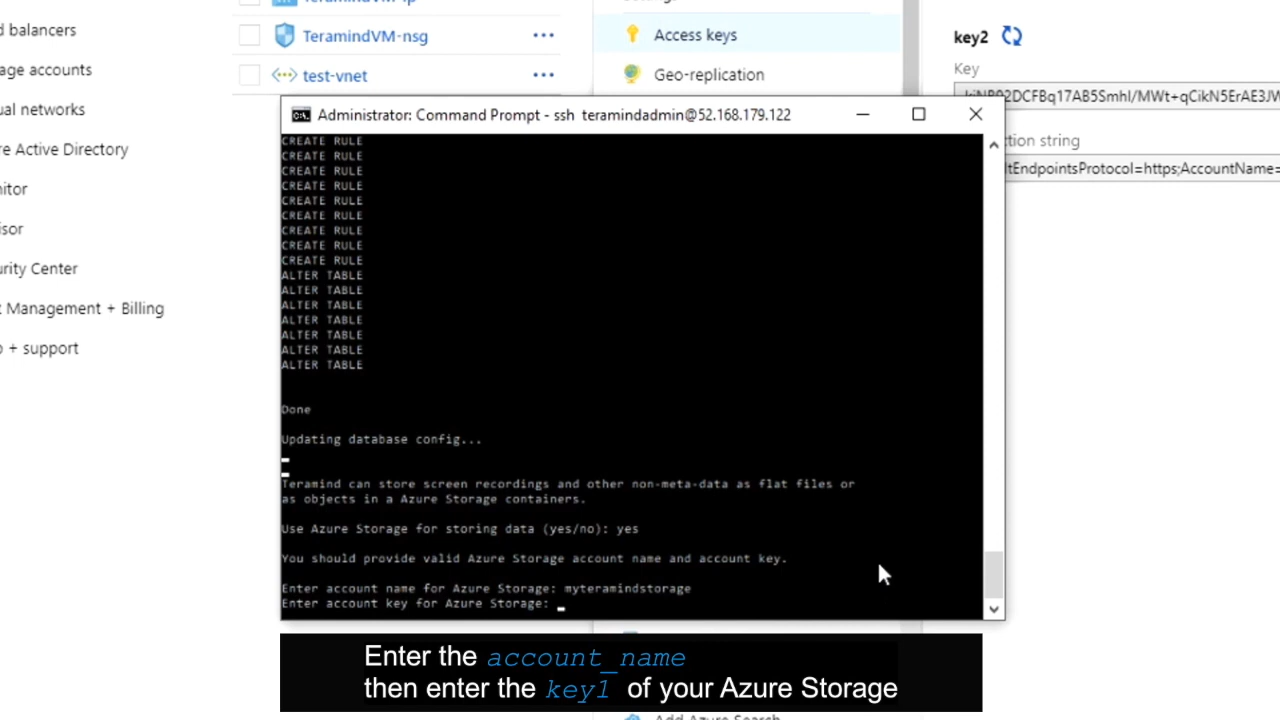 d balancers
age accounts
ual networks
re Active Directory
nitor
isor
urity Center
t Management + Billing
o + support
TeramindVM-ip
TeramindVM-nsg
test-vnet
Access keys
Geo-replication
key2
Key
tion string
ltEndpointsProtocol=https;AccountName=
Administrator: Command Prompt - ssh teramindadmin@52.168.179.122
CREATE RULE
CREATE RULE
CREATE RULE
CREATE RULE
CREATE RULE
CREATE RULE
CREATE RULE
CREATE RULE
CREATE RULE
ALTER TABLE
ALTER TABLE
ALTER TABLE
ALTER TABLE
ALTER TABLE
ALTER TABLE
ALTER TABLE
Done
Updating database config...
Teramind can store screen recordings and other non-meta-data as flat files or
as objects in a Azure Storage containers.
Use Azure Storage for storing data (yes/no): yes
You should provide valid Azure Storage account name and account key.
Enter account name for Azure Storage: myteramindstorage
Enter account key for Azure Storage:
Enter the account_name
then enter the key1 of your Azure Storage
Add Azure Search